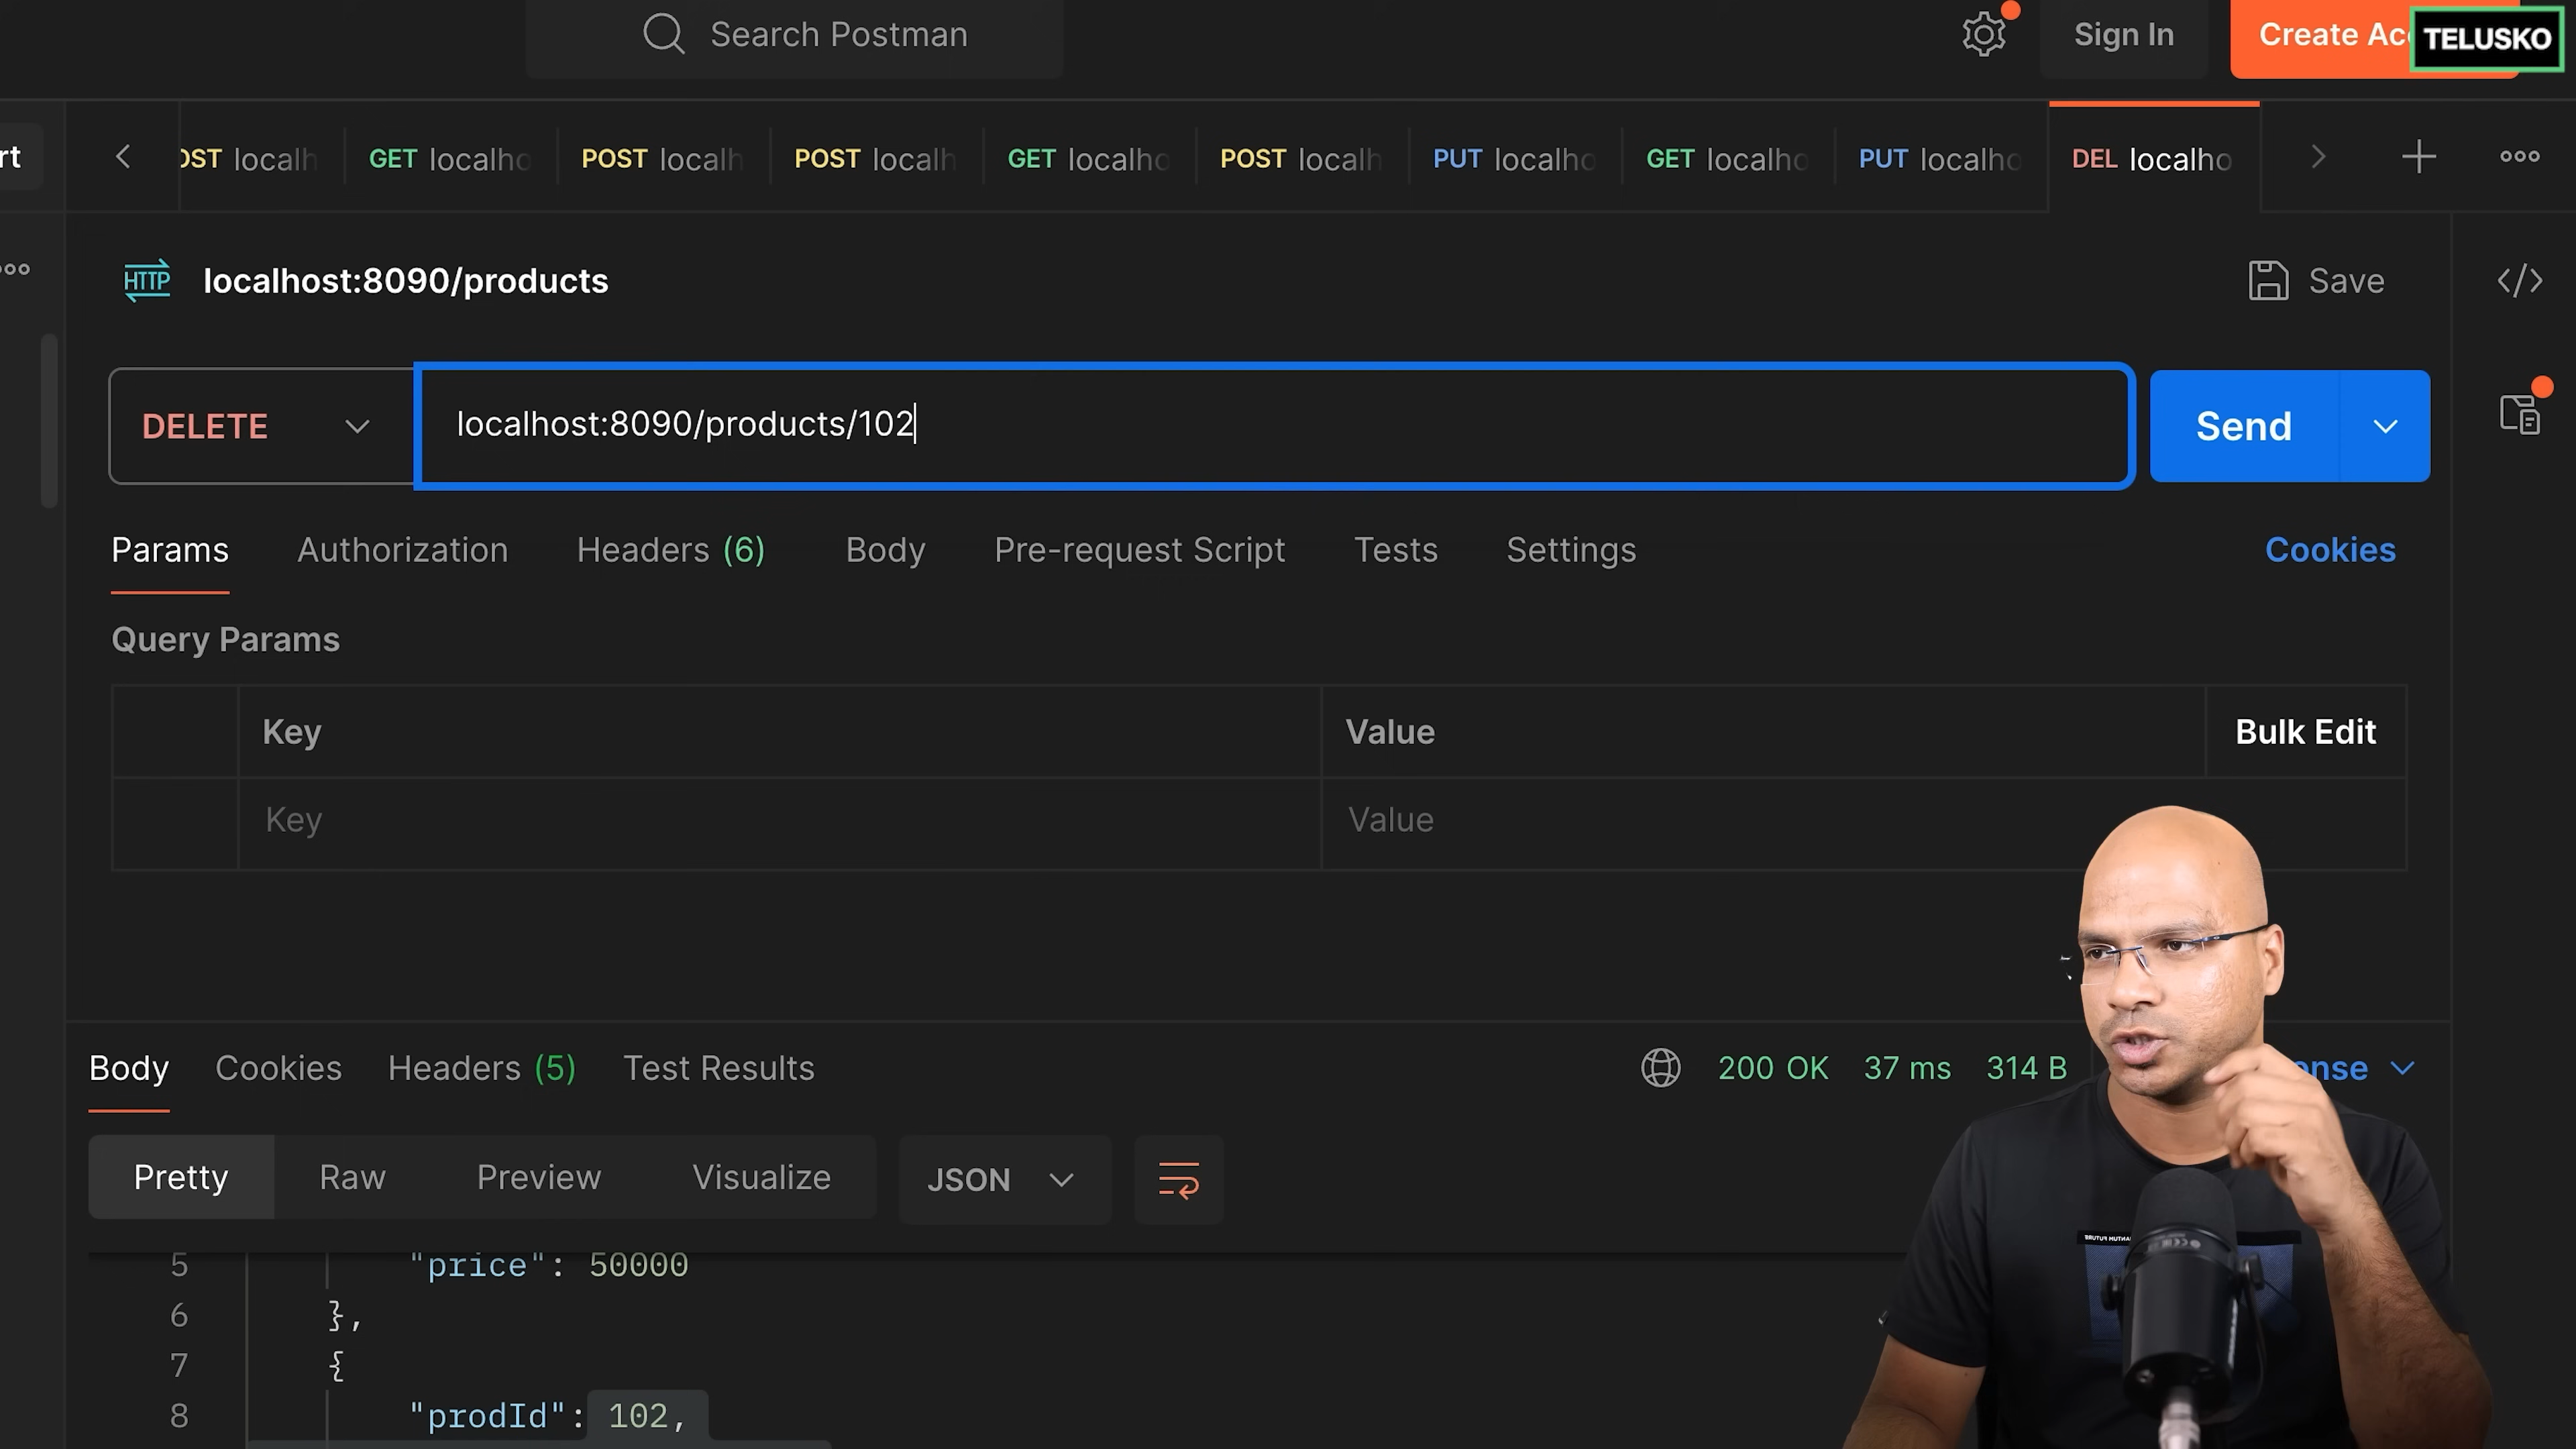 Search Postman
Sign In
Create Ac
TELUSKO
rt
OST localh
GET localho
POST localh
POST localh
GET localho
POST localh
PUT localho
GET localho
PUT localho
DEL localho
HTTP
localhost:8090/products
Save
DELETE
localhost:8090/products/102
Send
Params
Authorization
Headers (6)
Body
Pre-request Script
Tests
Settings
Cookies
Query Params
Key
Value
Bulk Edit
Key
Value
Body
Cookies
Headers (5)
Test Results
200 OK
37 ms
314 B
onse
Pretty
Raw
Preview
Visualize
JSON
5 "price": 50000
6 },
7 {
8 "prodId": 102,